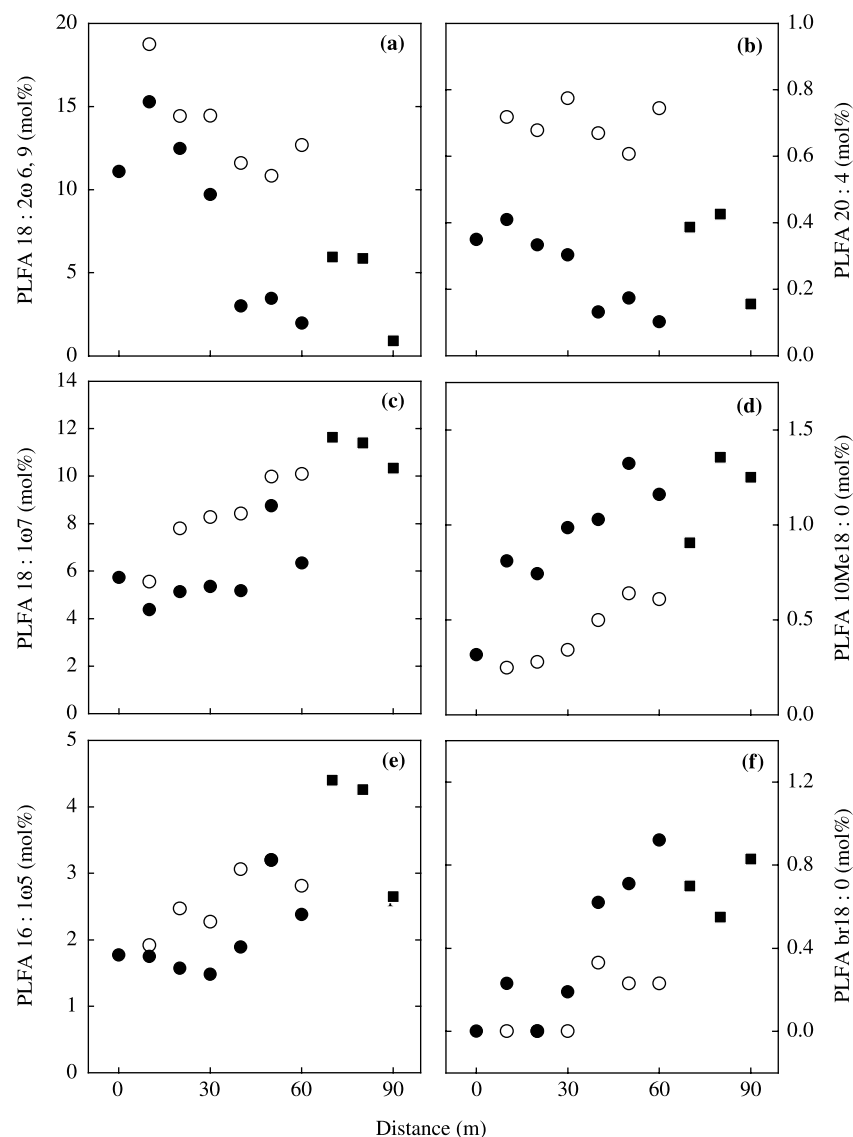 20
15
10
5
0
PLFA 18 : 2ω 6, 9 (mol%)
(a)
1.0
0.8
0.6
0.4
0.2
0.0
PLFA 20 : 4 (mol%)
(b)
14
12
10
8
6
4
2
0
PLFA 18 : 1ω7 (mol%)
(c)
1.5
1.0
0.5
0.0
PLFA 10Me18 : 0 (mol%)
(d)
5
4
3
2
1
0
PLFA 16 : 1ω5 (mol%)
(e)
1.2
0.8
0.4
0.0
PLFA br18 : 0 (mol%)
(f)
0 30 60 90
0 30 60 90
Distance (m)